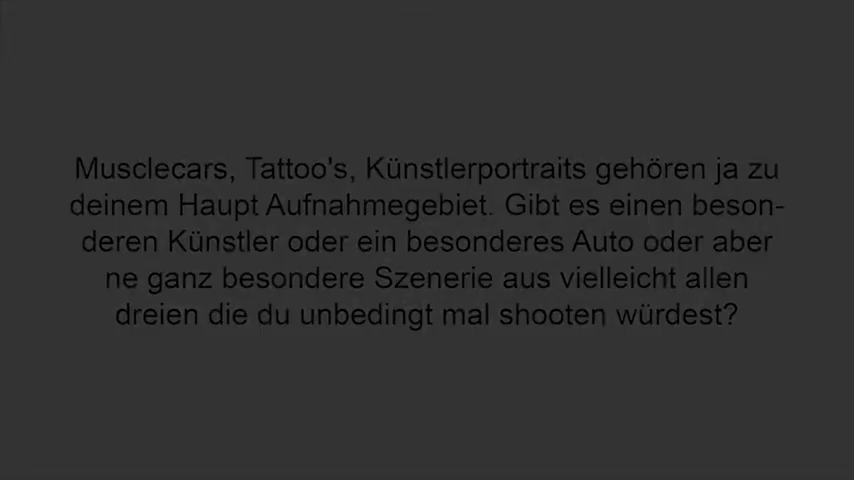 Musclecars, Tattoo's, Künstlerportraits gehören ja zu
deinem Haupt Aufnahmegebiet. Gibt es einen beson-
deren Künstler oder ein besonderes Auto oder aber
ne ganz besondere Szenerie aus vielleicht allen
dreien die du unbedingt mal shooten würdest?